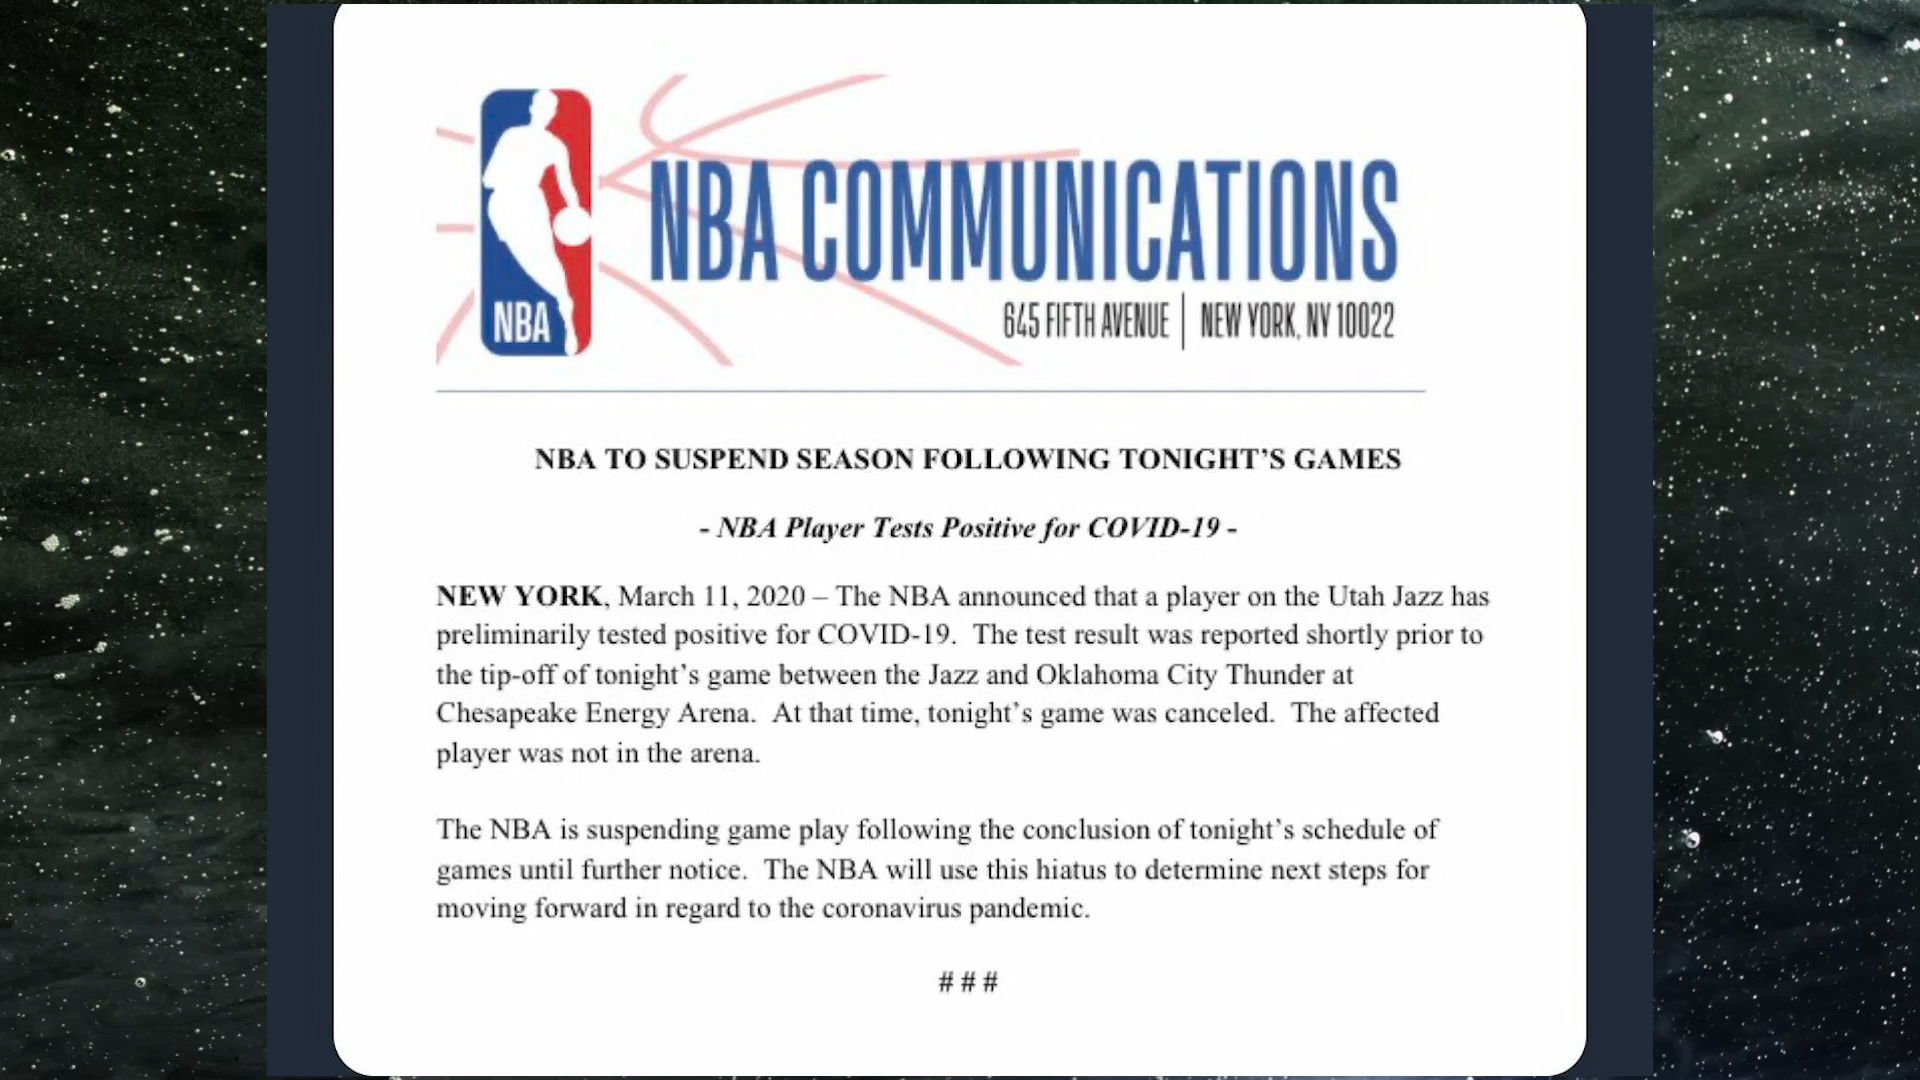 NBA
NBA COMMUNICATIONS
645 FIFTH AVENUE | NEW YORK, NY 10022
NBA TO SUSPEND SEASON FOLLOWING TONIGHT'S GAMES
- NBA Player Tests Positive for COVID-19 -
NEW YORK, March 11, 2020 – The NBA announced that a player on the Utah Jazz has
preliminarily tested positive for COVID-19.  The test result was reported shortly prior to
the tip-off of tonight's game between the Jazz and Oklahoma City Thunder at
Chesapeake Energy Arena.  At that time, tonight's game was canceled.  The affected
player was not in the arena.
The NBA is suspending game play following the conclusion of tonight's schedule of
games until further notice.  The NBA will use this hiatus to determine next steps for
moving forward in regard to the coronavirus pandemic.
# # #